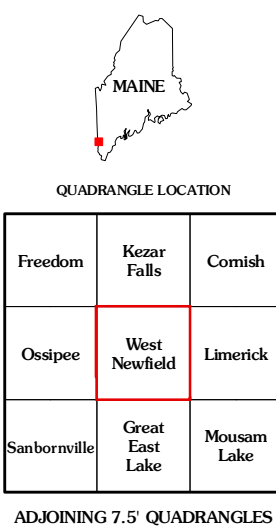 MAINE
QUADRANGLE LOCATION
Freedom
Kezar
Falls
Cornish
Ossipee
West
Newfield
Limerick
Sanbornville
Great
East
Lake
Mousam
Lake
ADJOINING 7.5' QUADRANGLES